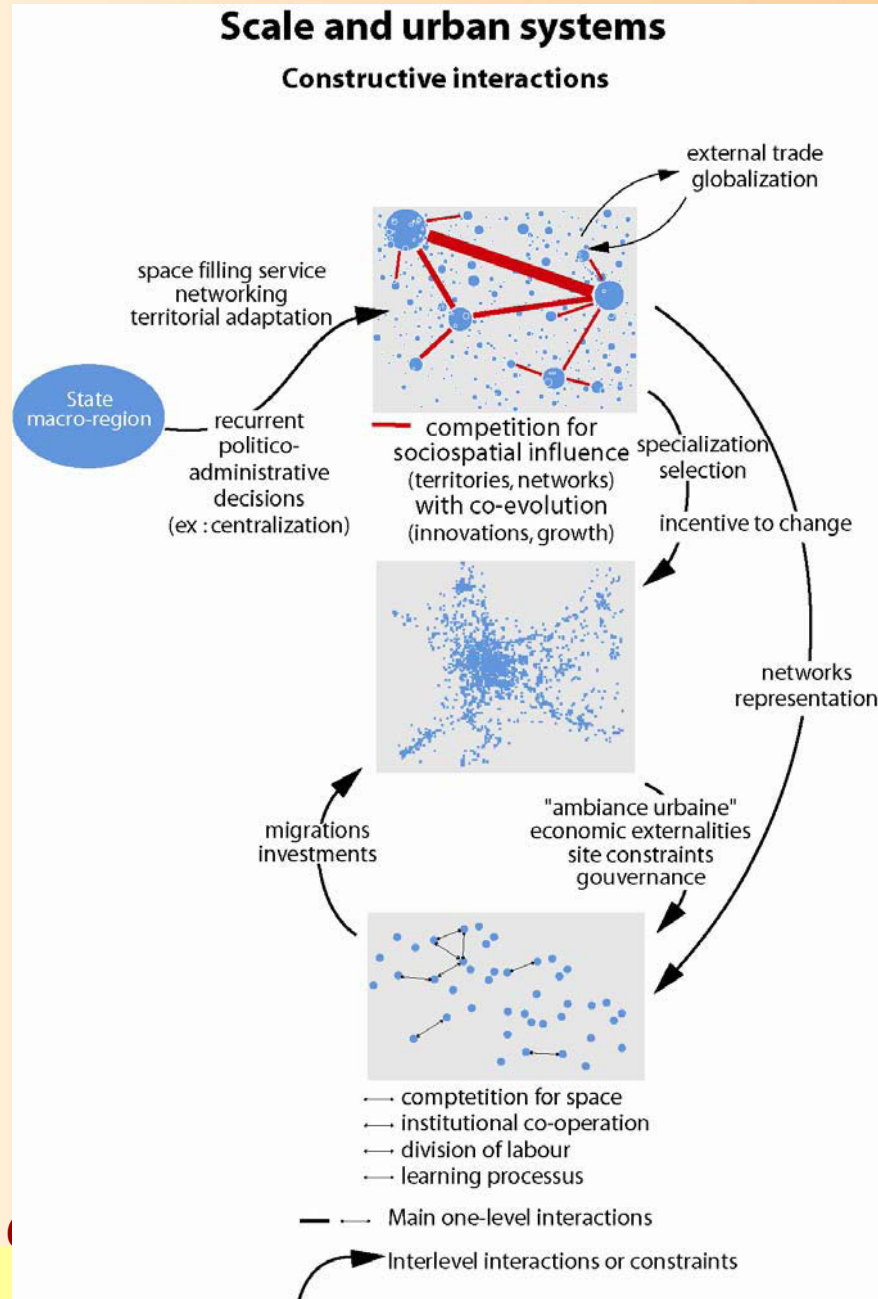 Scale and urban systems
Constructive interactions
external trade
globalization
space filling service
networking
territorial adaptation
State
macro-region
recurrent
politico-
administrative
decisions
(ex : centralization)
competition for
sociospatial influence
(territories, networks)
with co-evolution
(innovations, growth)
specialization
selection
incentive to change
networks
representation
migrations
investments
"ambiance urbaine"
economic externalities
site constraints
gouvernance
comptetition for space
institutional co-operation
division of labour
learning processus
Main one-level interactions
Interlevel interactions or constraints